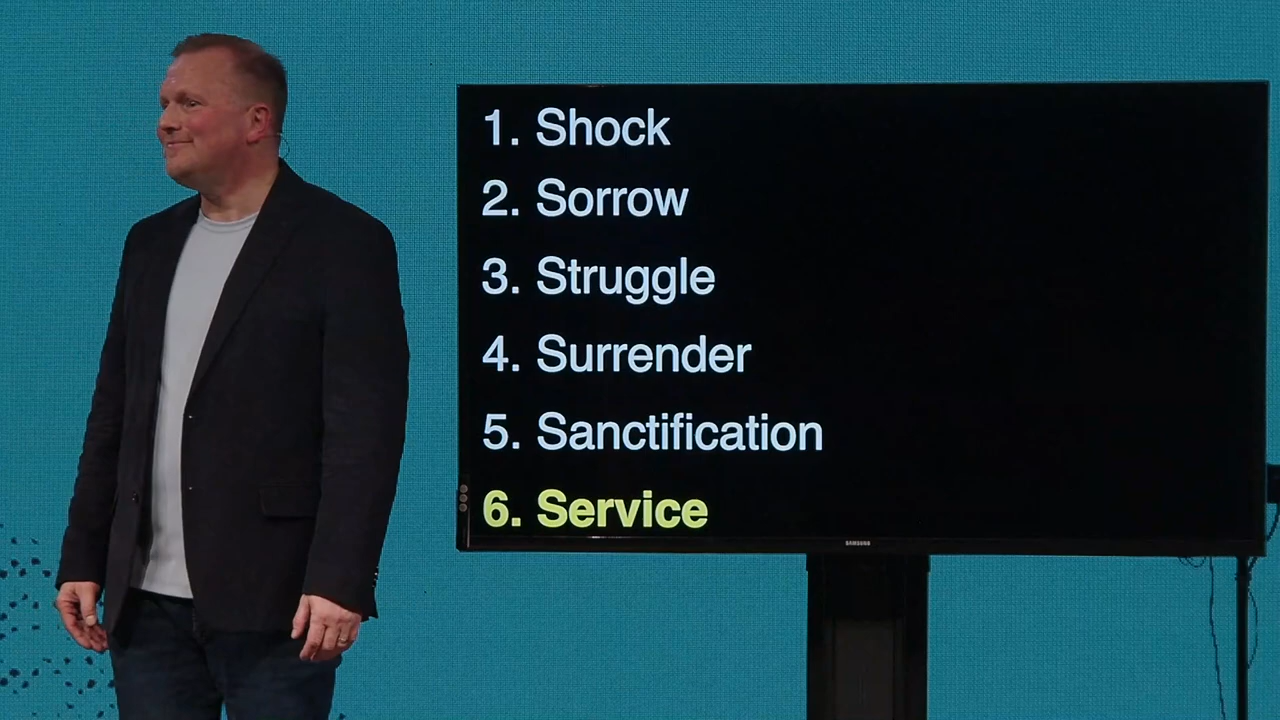 1. Shock
2. Sorrow
3. Struggle
4. Surrender
5. Sanctification
6. Service
SAMSUNG